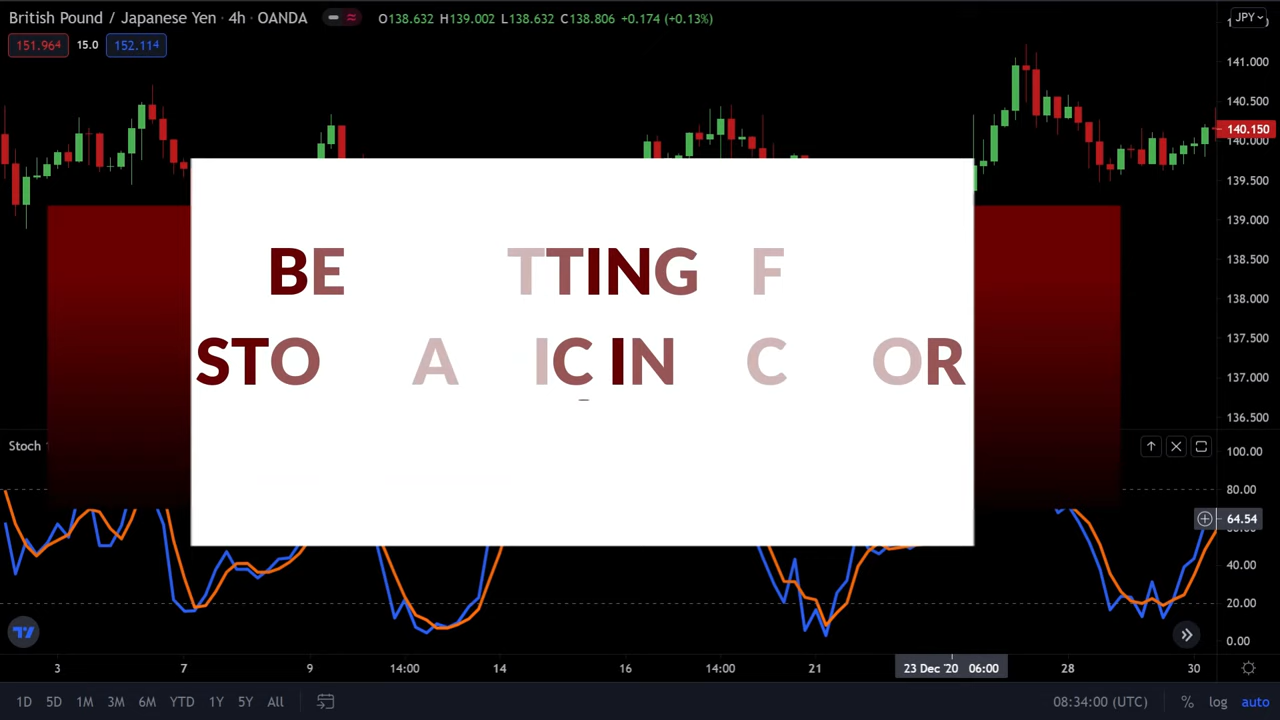 British Pound / Japanese Yen · 4h · OANDA
O138.632 H139.002 L138.632 C138.806 +0.174 (+0.13%)
JPY
151.964 15.0 152.114
141.000
140.500
140.150
140.000
139.500
139.000
138.500
138.000
137.500
137.000
136.500
BE TTING F
STO A IC IN C OR
Stoch
100.00
80.00
64.54
40.00
20.00
0.00
3 7 9 14:00 14 16 14:00 21 23 Dec '20 06:00 28 30
1D 5D 1M 3M 6M YTD 1Y 5Y All 08:34:00 (UTC) % log auto